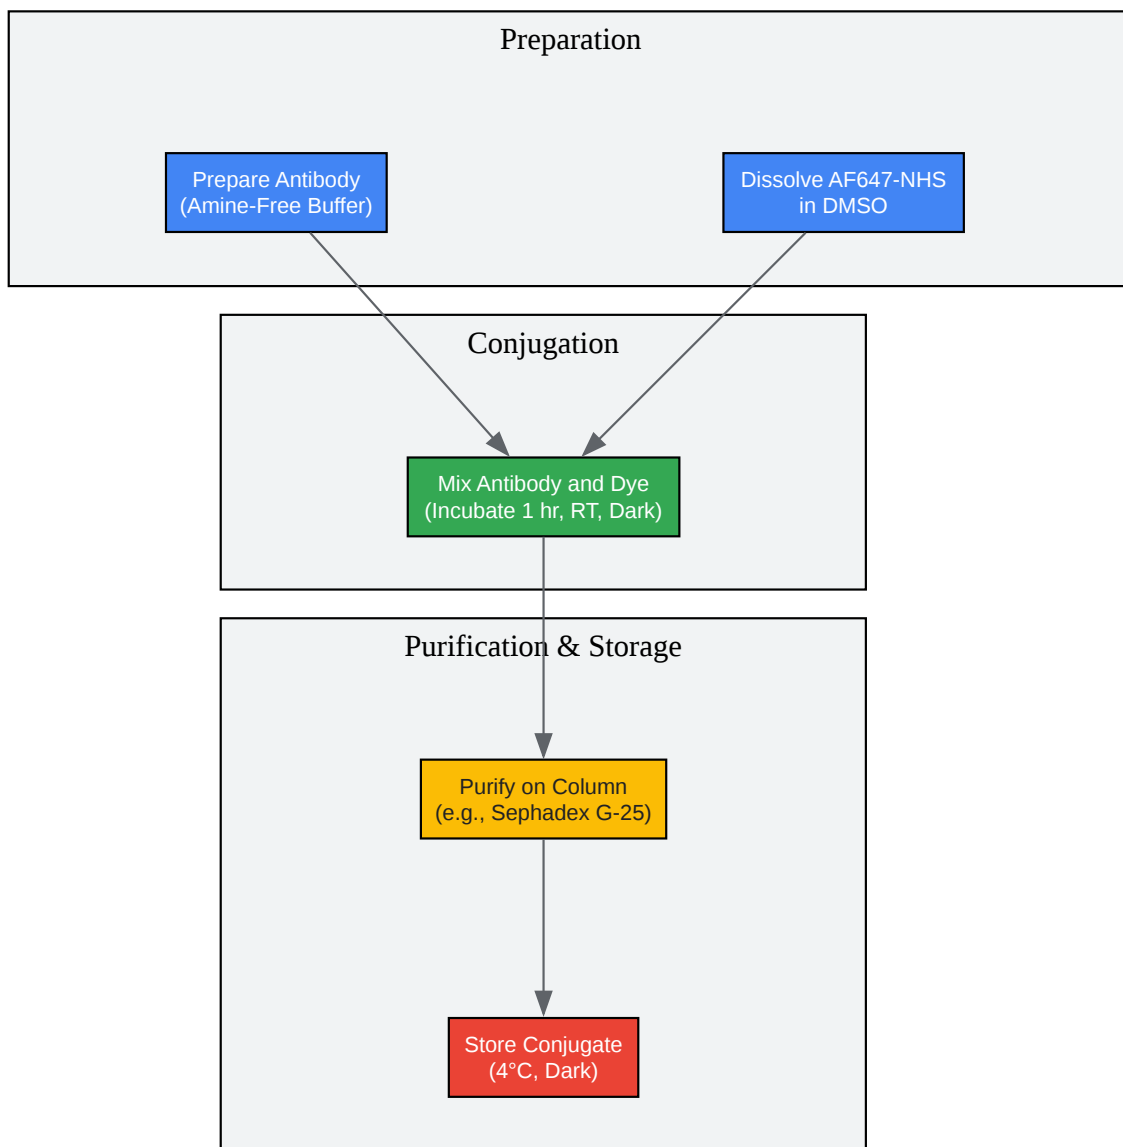 Preparation
Prepare Antibody
(Amine-Free Buffer)
Dissolve AF647-NHS
in DMSO
Conjugation
Mix Antibody and Dye
(Incubate 1 hr, RT, Dark)
Purification & Storage
Purify on Column
(e.g., Sephadex G-25)
Store Conjugate
(4°C, Dark)